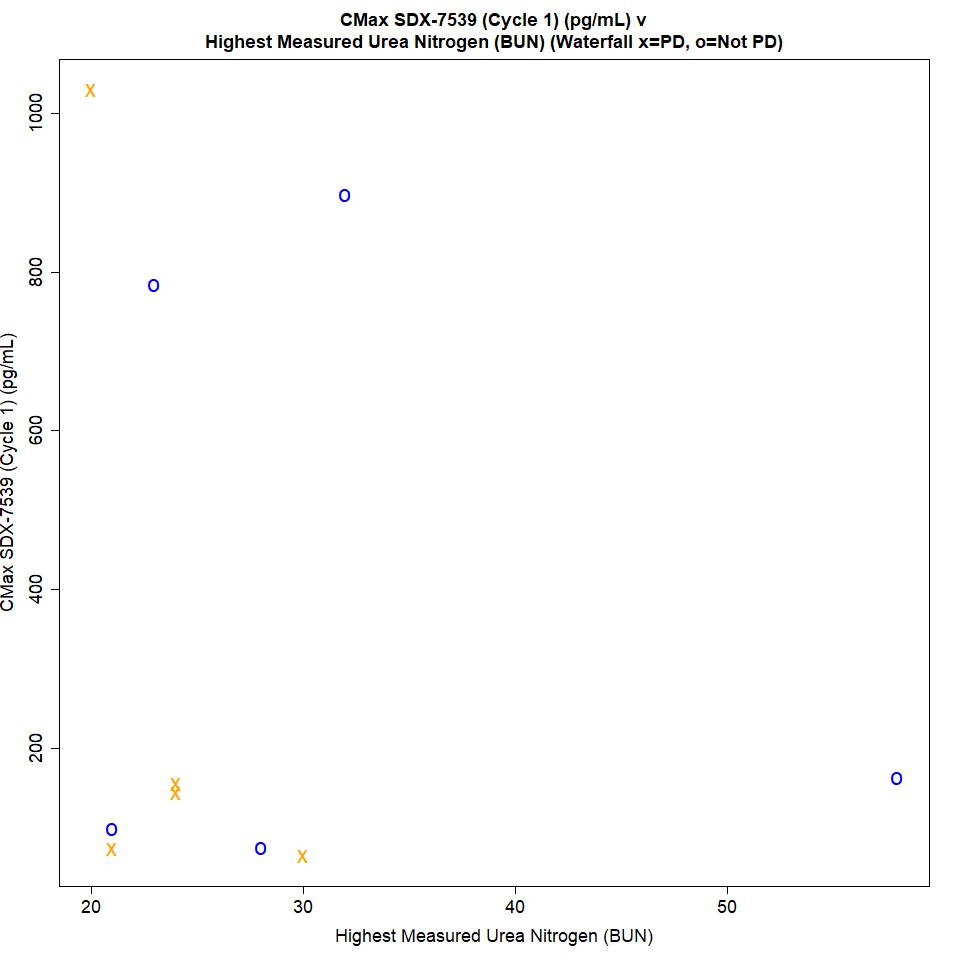 CMax SDX-7539 (Cycle 1) (pg/mL) v
Highest Measured Urea Nitrogen (BUN) (Waterfall x=PD, o=Not PD)
CMax SDX-7539 (Cycle 1) (pg/mL)
1000
800
600
400
200
X
O
O
X
X
O
O
X
O
X
20
30
40
50
Highest Measured Urea Nitrogen (BUN)